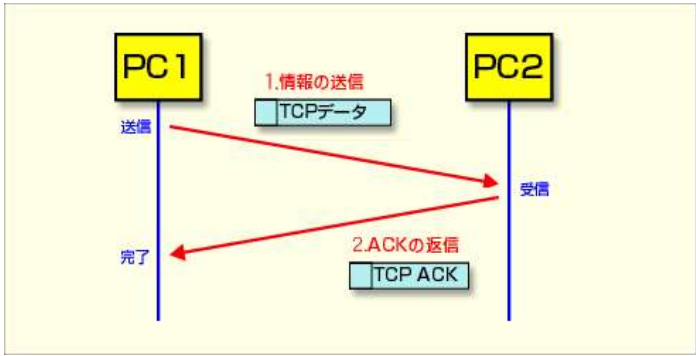 PC1
PC2
1.情報の送信
TCPデータ
送信
受信
2.ACKの返信
完了
TCP ACK